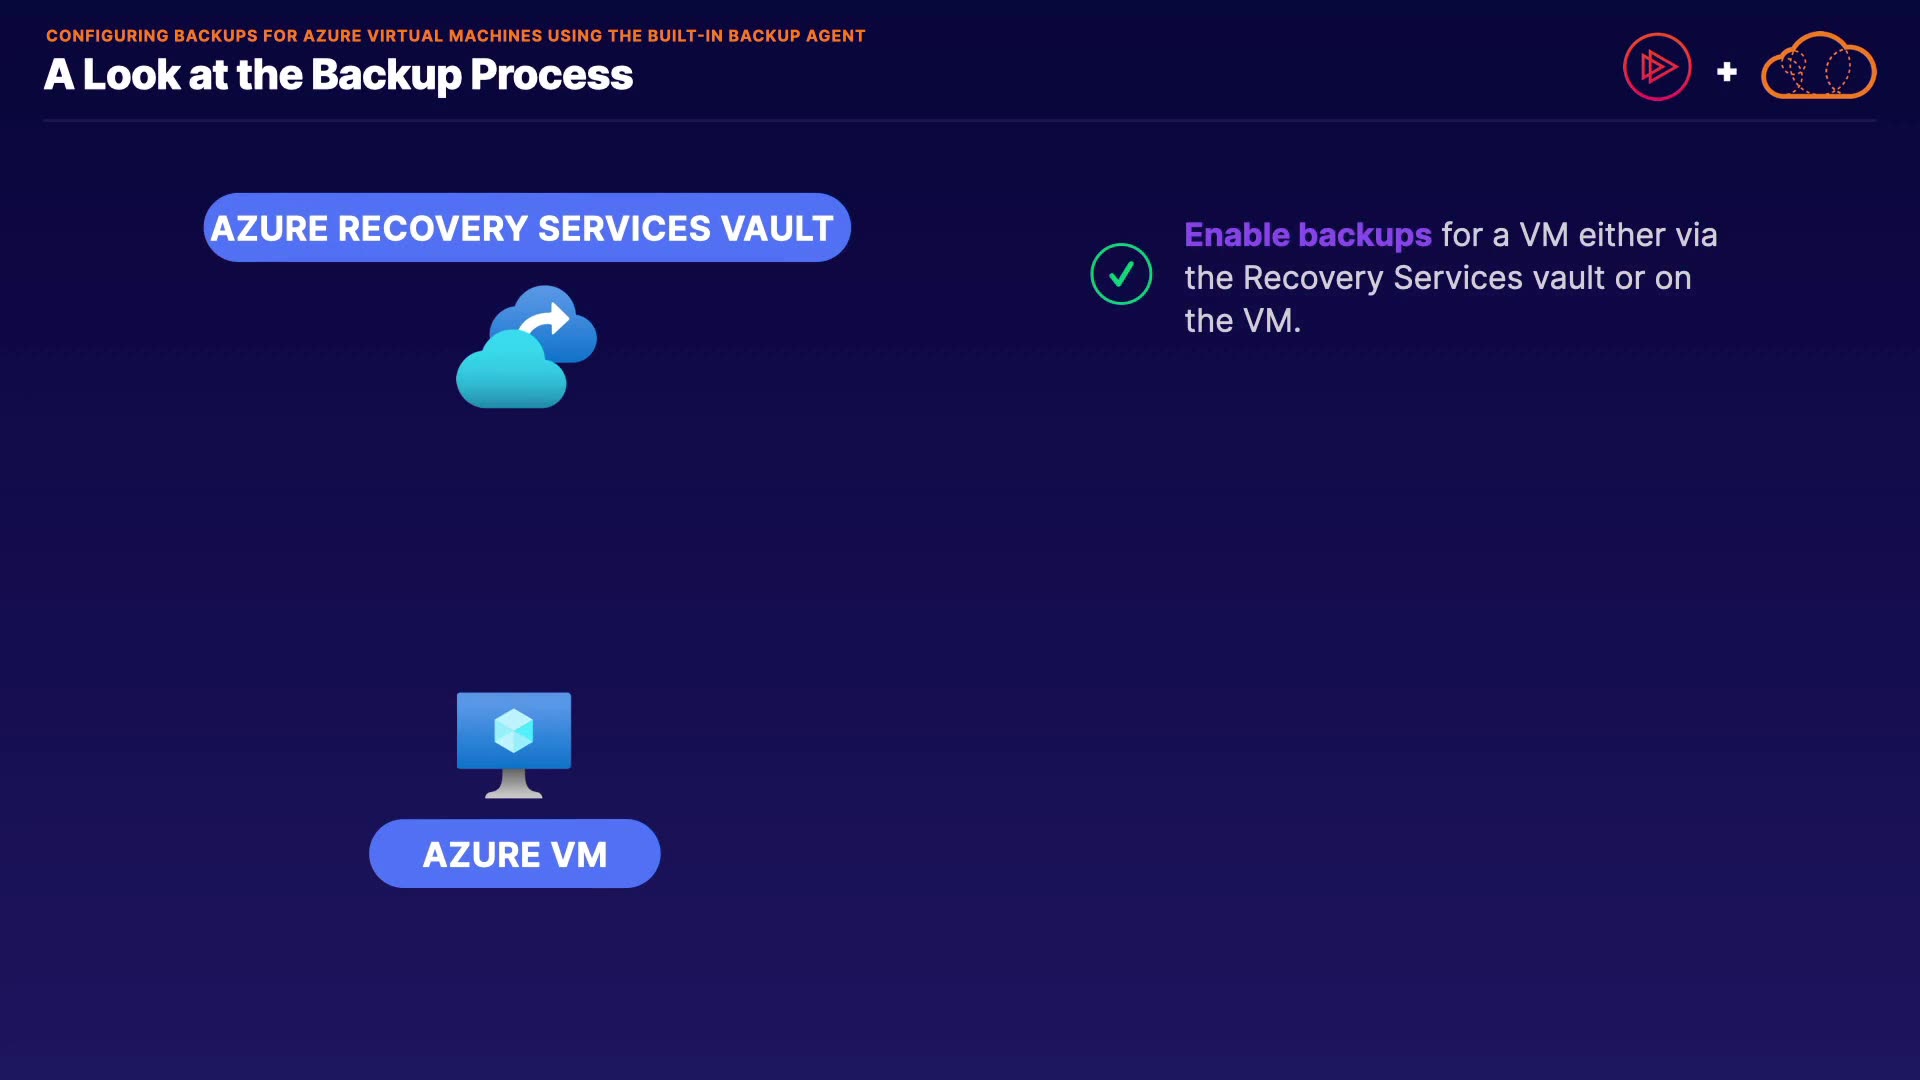 CONFIGURING BACKUPS FOR AZURE VIRTUAL MACHINES USING THE BUILT-IN BACKUP AGENT
A Look at the Backup Process
AZURE RECOVERY SERVICES VAULT
Enable backups for a VM either via
the Recovery Services vault or on
the VM.
AZURE VM